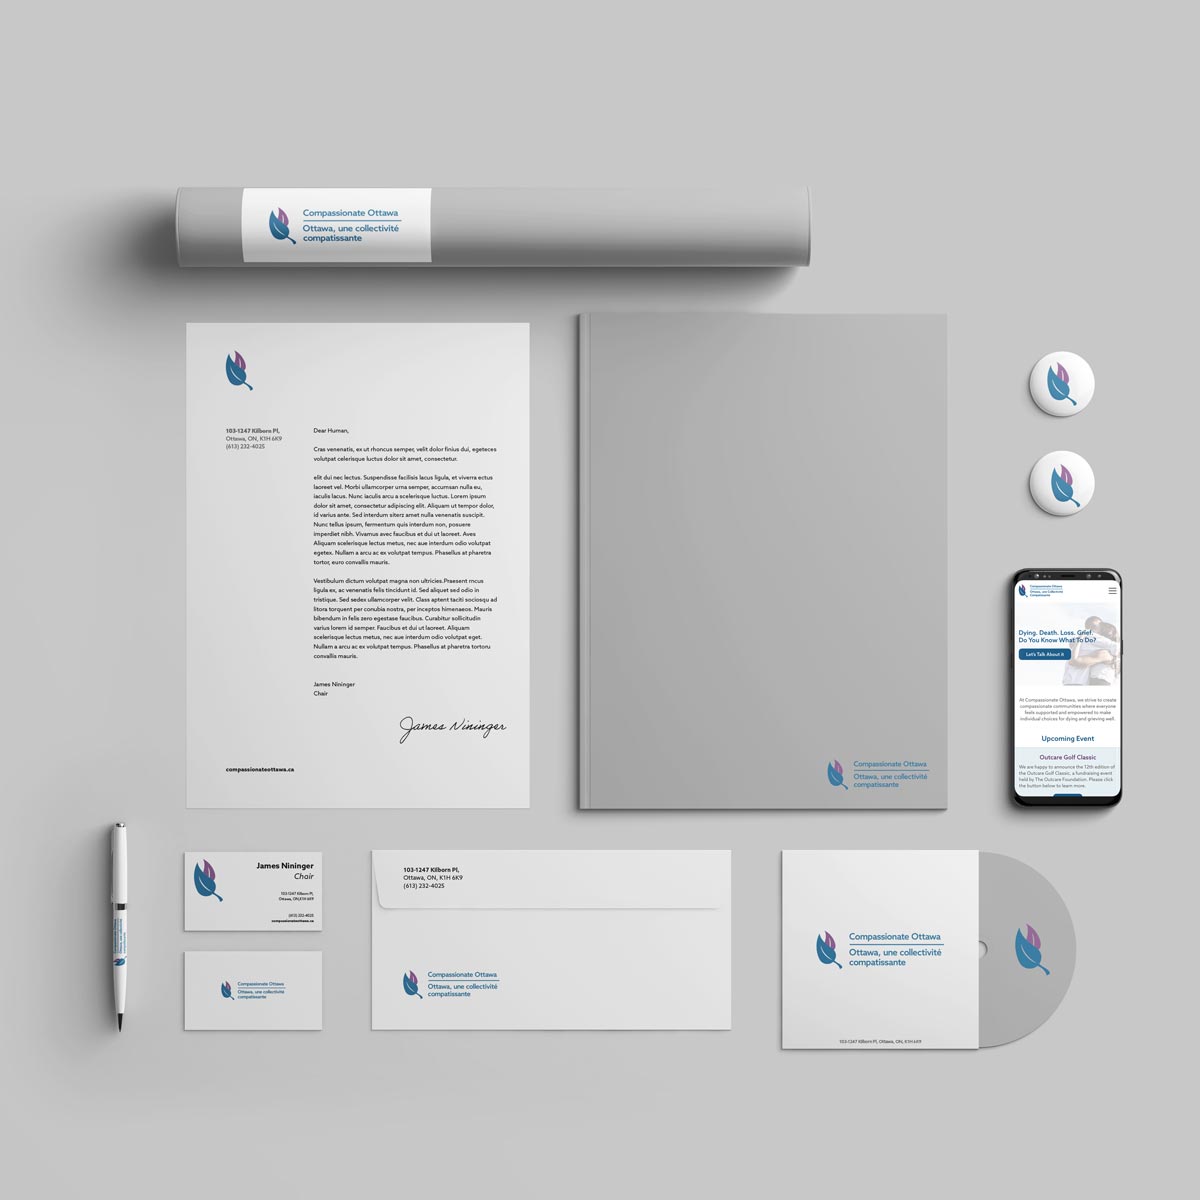 Compassionate Ottawa
Ottawa, une collectivité
compatissante
103-1247 Kilborn Pl,
Ottawa, ON, K1H 6K9
(613) 232-4025
Dear Human,
Cras venenatis, ex ut rhoncus semper, velit dolor finius dui, egeteces
volutpat celerisque luctus dolor sit amet, consectetur.
elit dui nec lectus. Suspendisse facilisis lacus ligula, et viverra ectus
laoreet vel. Morbi ullamcorper urna semper, accumsan nulla eu,
iaculis lacus. Nunc iaculis arcu a scelerisque luctus. Lorem ipsum
dolor sit amet, consectetur adipiscing elit. Aliquam ut tempor dolor,
id varius ante. Sed interdum siterz amet nulla venenatis suscipit.
Nunc tellus ipsum, fermentum quis interdum non, posuere
imperdiet nibh. Vivamus avec faucibus et dui ut laoreet. Aves
Aliquam scelerisque lectus metus, nec aue interdum odio volutpat
egetex. Nullam a arcu ac ex volutpat tempus. Phasellus at pharetra
tortor, euro convallis mauris.
Vestibulum dictum volutpat magna non ultricies.Praesent rncus
ligula ex, ac venenatis felis tincidunt id. Sed aliquet sed odio in
tristique. Sed sedex ullamcorper velit. Class aptent taciti sociosqu ad
litora torquent per conubia nostra, per inceptos himenaeos. Mauris
bibendum in felis zero egestase faucibus. Curabitur sollicitudin
varius lorem id semper. Faucibus et dui ut laoreet. Aliquam
scelerisque lectus metus, nec aue interdum odio volutpat eget.
Nullam a arcu ac ex volutpat tempus. Phasellus at pharetra tortoru
convallis mauris.
James Nininger
Chair
James Nininger
compassionateottawa.ca
Compassionate Ottawa
Ottawa, une collectivité
compatissante
Compassionate Ottawa
Ottawa, une Collectivité
Compatissante
Dying. Death. Loss. Grief.
Do You Know What To Do?
Let's Talk About it
At Compassionate Ottawa, we strive to create
compassionate communities where everyone
feels supported and empowered to make
individual choices for dying and grieving well.
Upcoming Event
Outcare Golf Classic
We are happy to announce the 12th edition of
the Outcare Golf Classic, a fundraising event
held by The Outcare Foundation. Please click
the button below to learn more.
Compassionate Ottawa
Ottawa, une collectivité
compatissante
James Nininger
Chair
103-1247 Kilborn Pl,
Ottawa, ON,K1H 6K9
(613) 232-4025
compassionateottawa.ca
Compassionate Ottawa
Ottawa, une collectivité
compatissante
103-1247 Kilborn Pl,
Ottawa, ON, K1H 6K9
(613) 232-4025
Compassionate Ottawa
Ottawa, une collectivité
compatissante
Compassionate Ottawa
Ottawa, une collectivité
compatissante
103-1247 Kilborn Pl, Ottawa, ON, K1H 6K9